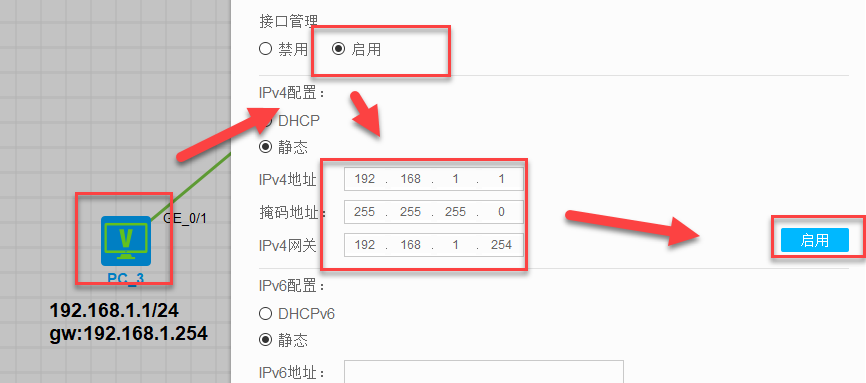 接口管理
禁用 启用
IPv4配置：
DHCP
静态
IPv4地址 192 . 168 . 1 . 1
掩码地址： 255 . 255 . 255 . 0
IPv4网关 192 . 168 . 1 . 254
启用
IPv6配置：
DHCPv6
静态
IPv6地址：
GE_0/1
V
PC_3
192.168.1.1/24
gw:192.168.1.254